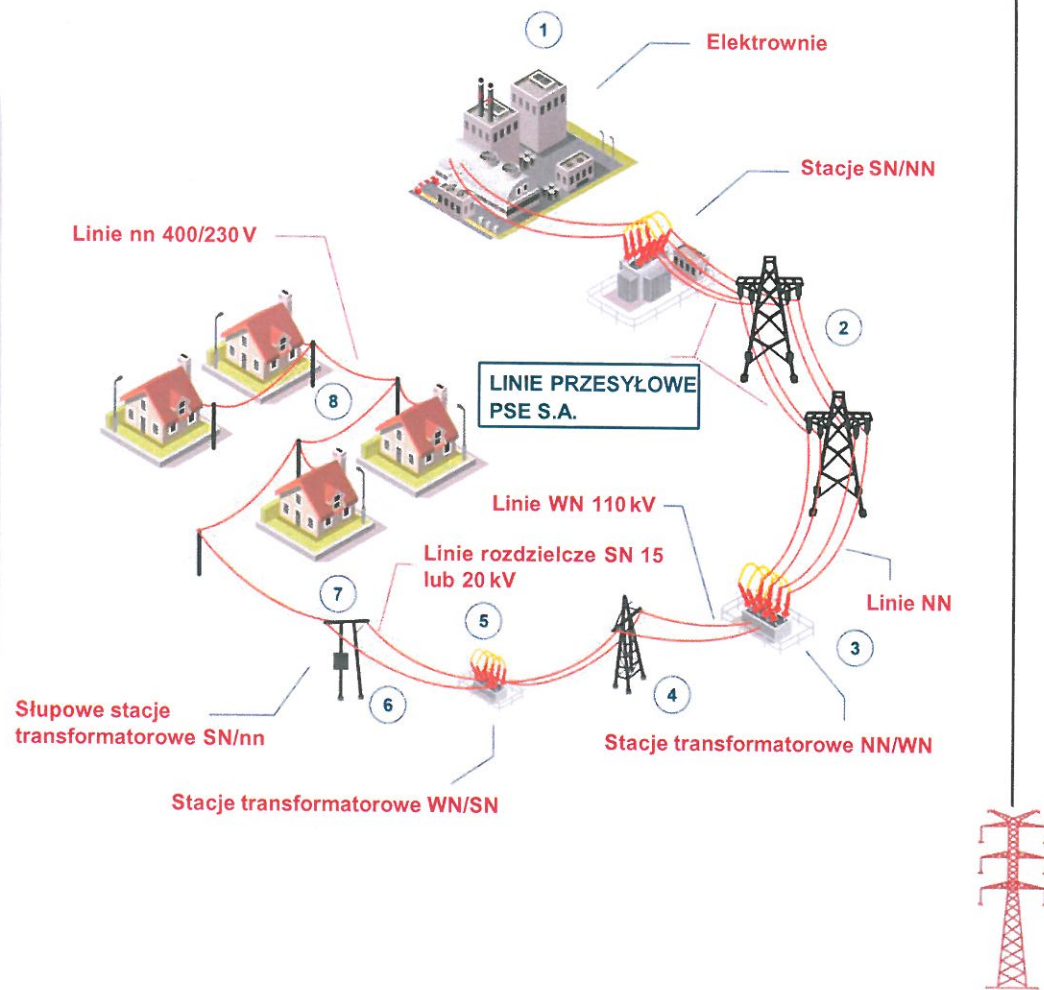 1
Elektrownie
Stacje SN/NN
Linie nn 400/230 V
2
LINIE PRZESYŁOWE
PSE S.A.
8
Linie WN 110 kV
Linie rozdzielcze SN 15
lub 20 kV
Linie NN
7
5
3
6
4
Słupowe stacje
transformatorowe SN/nn
Stacje transformatorowe NN/WN
Stacje transformatorowe WN/SN